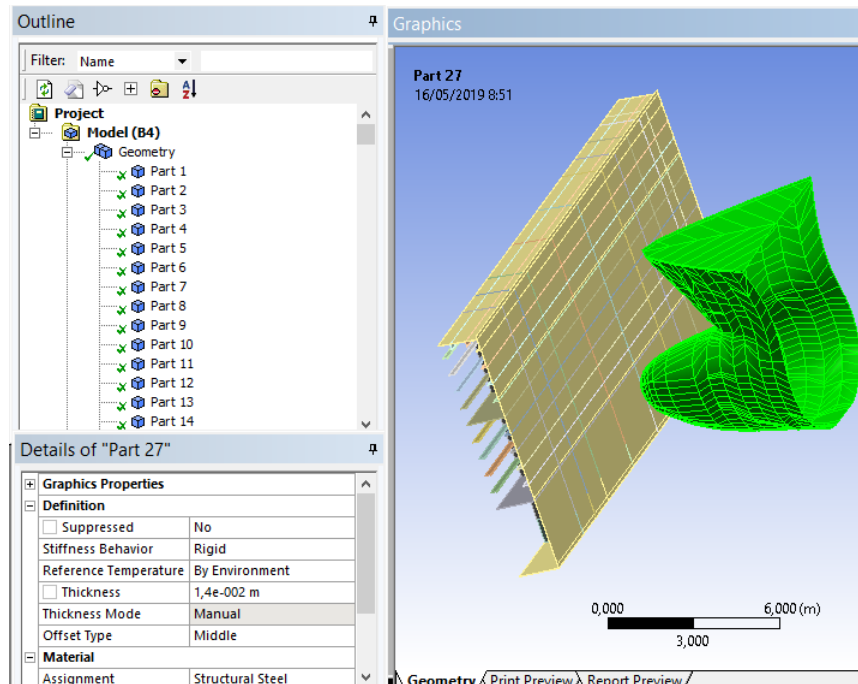 Outline
Filter: Name
Project
Model (B4)
Geometry
Part 1
Part 2
Part 3
Part 4
Part 5
Part 6
Part 7
Part 8
Part 9
Part 10
Part 11
Part 12
Part 13
Part 14
Details of "Part 27"
Graphics Properties
Definition
Suppressed No
Stiffness Behavior Rigid
Reference Temperature By Environment
Thickness 1,4e-002 m
Thickness Mode Manual
Offset Type Middle
Material
Assignment Structural Steel
Graphics
Part 27
16/05/2019 8:51
0,000 6,000 (m)
3,000
Geometry Print Preview Report Preview